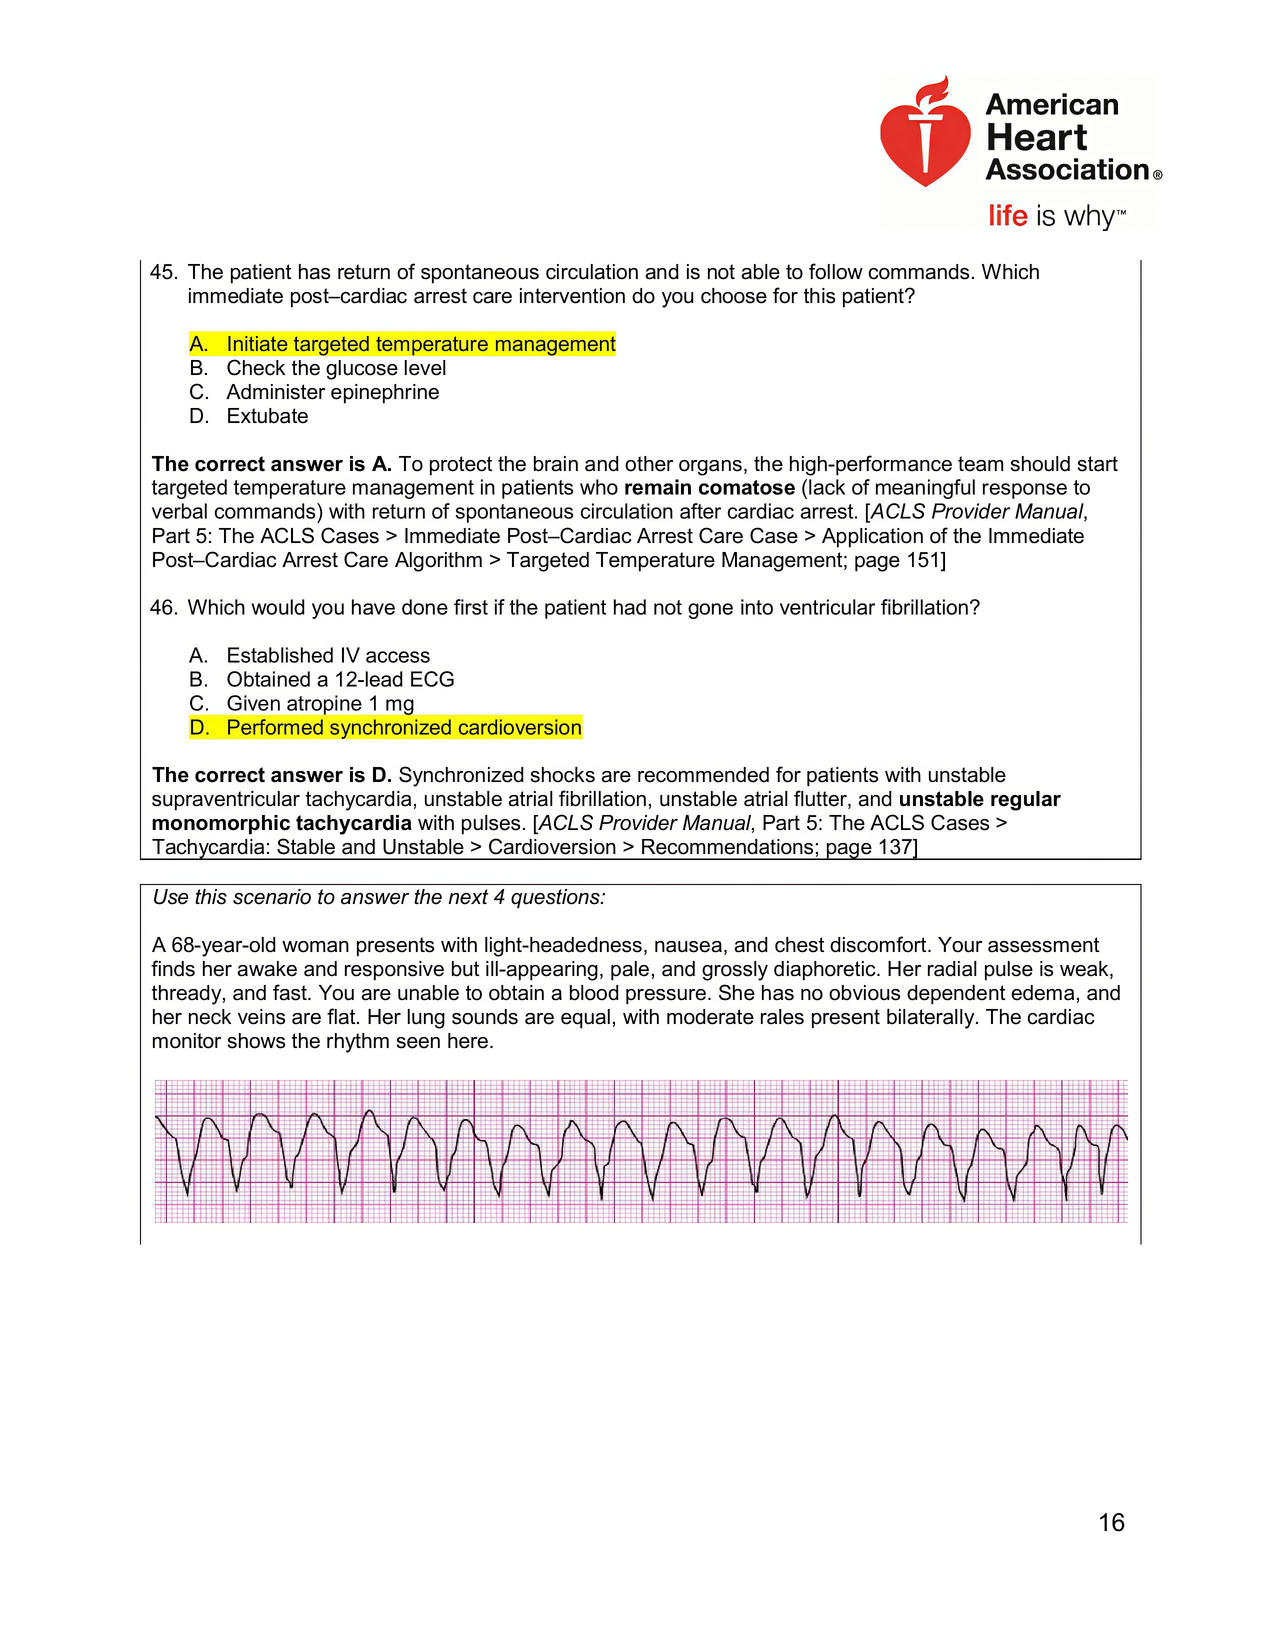 American
Heart
Association®
life is why™
45. The patient has return of spontaneous circulation and is not able to follow commands. Which
immediate post–cardiac arrest care intervention do you choose for this patient?
A. Initiate targeted temperature management
B. Check the glucose level
C. Administer epinephrine
D. Extubate
The correct answer is A. To protect the brain and other organs, the high-performance team should start
targeted temperature management in patients who remain comatose (lack of meaningful response to
verbal commands) with return of spontaneous circulation after cardiac arrest. [ACLS Provider Manual,
Part 5: The ACLS Cases > Immediate Post–Cardiac Arrest Care Case > Application of the Immediate
Post–Cardiac Arrest Care Algorithm > Targeted Temperature Management; page 151]
46. Which would you have done first if the patient had not gone into ventricular fibrillation?
A. Established IV access
B. Obtained a 12-lead ECG
C. Given atropine 1 mg
D. Performed synchronized cardioversion
The correct answer is D. Synchronized shocks are recommended for patients with unstable
supraventricular tachycardia, unstable atrial fibrillation, unstable atrial flutter, and unstable regular
monomorphic tachycardia with pulses. [ACLS Provider Manual, Part 5: The ACLS Cases >
Tachycardia: Stable and Unstable > Cardioversion > Recommendations; page 137]
Use this scenario to answer the next 4 questions:
A 68-year-old woman presents with light-headedness, nausea, and chest discomfort. Your assessment
finds her awake and responsive but ill-appearing, pale, and grossly diaphoretic. Her radial pulse is weak,
thready, and fast. You are unable to obtain a blood pressure. She has no obvious dependent edema, and
her neck veins are flat. Her lung sounds are equal, with moderate rales present bilaterally. The cardiac
monitor shows the rhythm seen here.
16